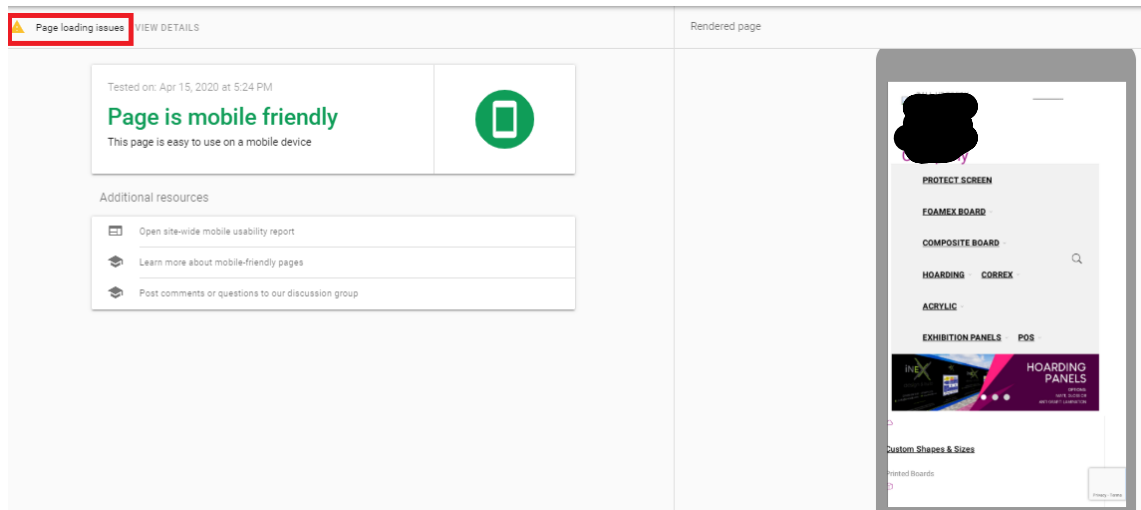 Page loading issues VIEW DETAILS
Rendered page
Tested on: Apr 15, 2020 at 5:24 PM
Page is mobile friendly
This page is easy to use on a mobile device
Additional resources
Open site-wide mobile usability report
Learn more about mobile-friendly pages
Post comments or questions to our discussion group
PROTECT SCREEN
FOAMEX BOARD
COMPOSITE BOARD
HOARDING CORREX
ACRYLIC
EXHIBITION PANELS POS
HOARDING
PANELS
Custom Shapes & Sizes
Printed Boards
Privacy - Terms